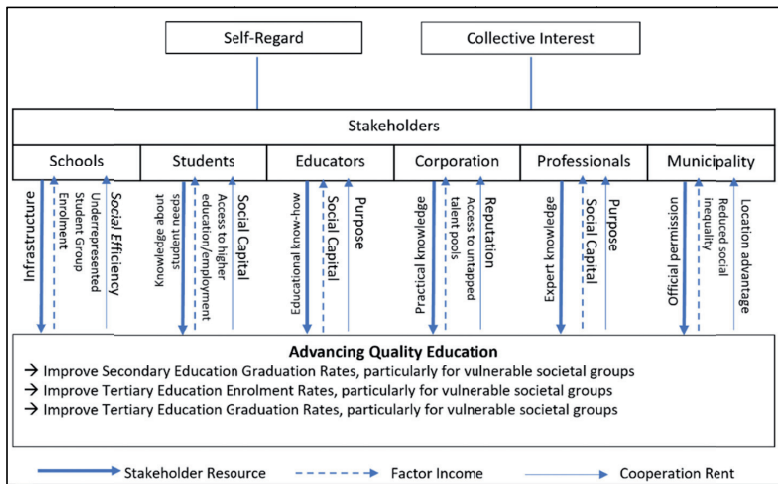 Self-Regard
Collective Interest
Stakeholders
Schools
Students
Educators
Corporation
Professionals
Municipality
Infrastructure
Underrepresented
Student Group
Enrolment
Social Efficiency
Knowledge about
student needs
Access to higher
education/employment
Social Capital
Educational know-how
Social Capital
Purpose
Practical knowledge
Access to untapped
talent pools
Reputation
Expert knowledge
Social Capital
Purpose
Official permission
Reduced social
inequality
Location advantage
Advancing Quality Education
→ Improve Secondary Education Graduation Rates, particularly for vulnerable societal groups
→ Improve Tertiary Education Enrolment Rates, particularly for vulnerable societal groups
→ Improve Tertiary Education Graduation Rates, particularly for vulnerable societal groups
Stakeholder Resource
Factor Income
Cooperation Rent